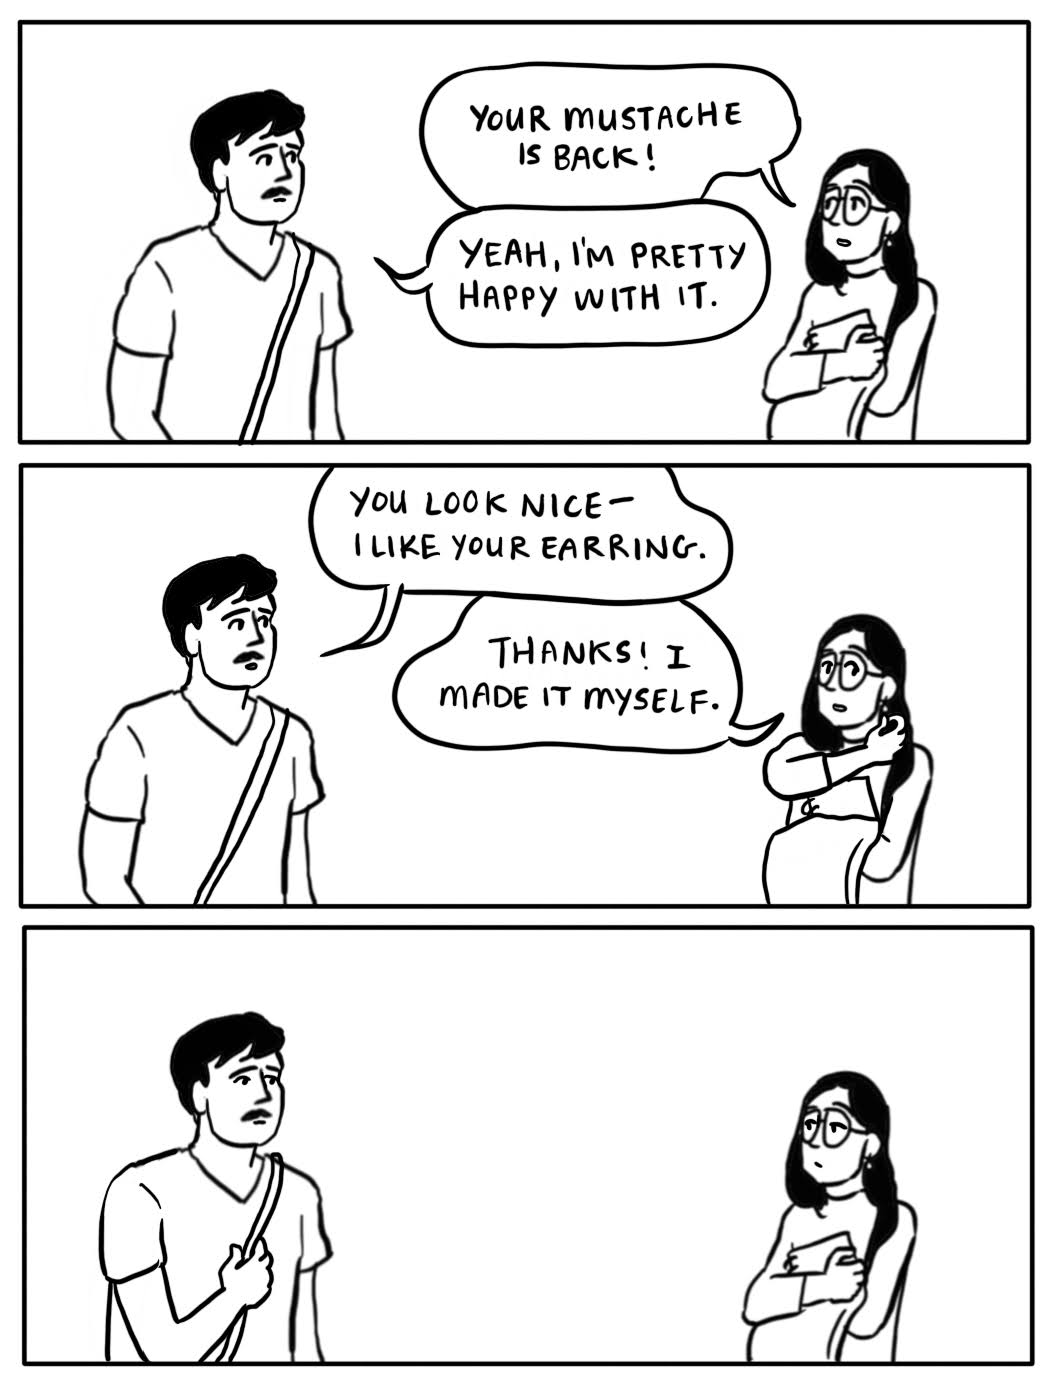 YOUR MUSTACHE
IS BACK!
YEAH, I'M PRETTY
HAPPY WITH IT.
YOU LOOK NICE—
I LIKE YOUR EARRING.
THANKS! I
MADE IT MYSELF.